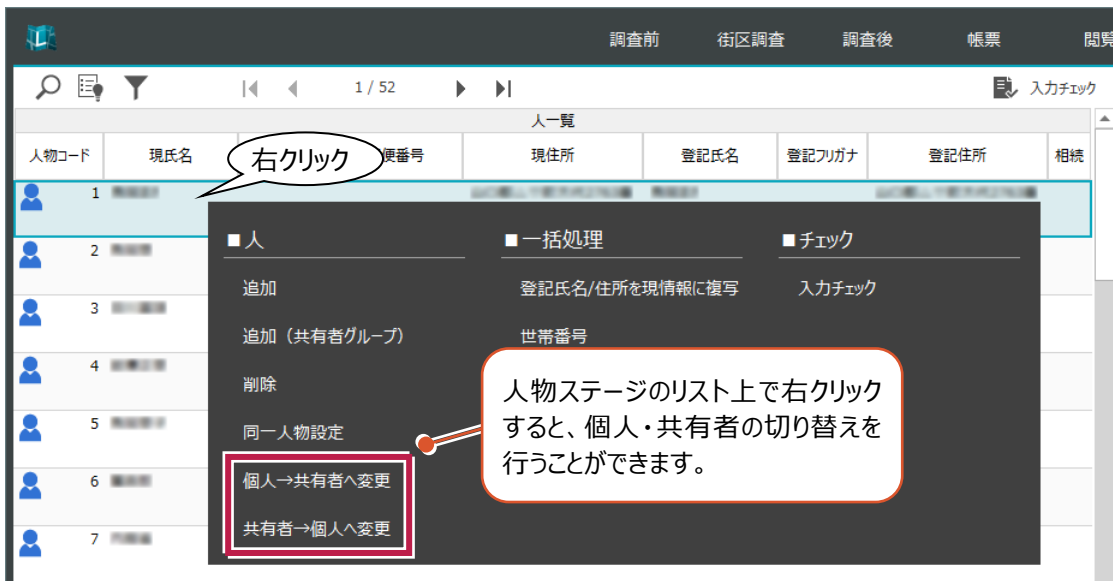 調査前 街区調査 調査後 帳票 閲覧
1 / 52 入力チェック
人一覧
人物コード 現氏名 便番号 現住所 登記氏名 登記フリガナ 登記住所 相続
右クリック
1
2
3
4
5
6
7
■人
追加
追加（共有者グループ）
削除
同一人物設定
個人→共有者へ変更
共有者→個人へ変更
■一括処理
登記氏名/住所を現情報に複写
世帯番号
■チェック
入力チェック
人物ステージのリスト上で右クリック
すると、個人・共有者の切り替えを
行うことができます。